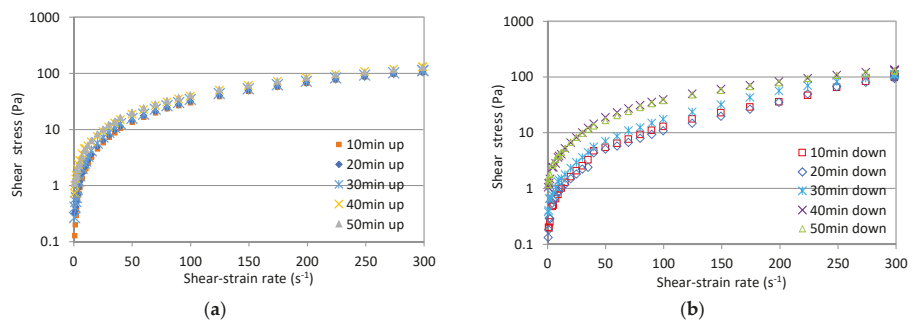 (a)
1000
100
10
1
0.1
Shear stress (Pa)
10min up
20min up
30min up
40min up
50min up
0 50 100 150 200 250 300
Shear-strain rate (s⁻¹)
(a)
(b)
1000
100
10
1
0.1
Shear stress (Pa)
10min down
20min down
30min down
40min down
50min down
0 50 100 150 200 250 300
Shear-strain rate (s⁻¹)
(b)